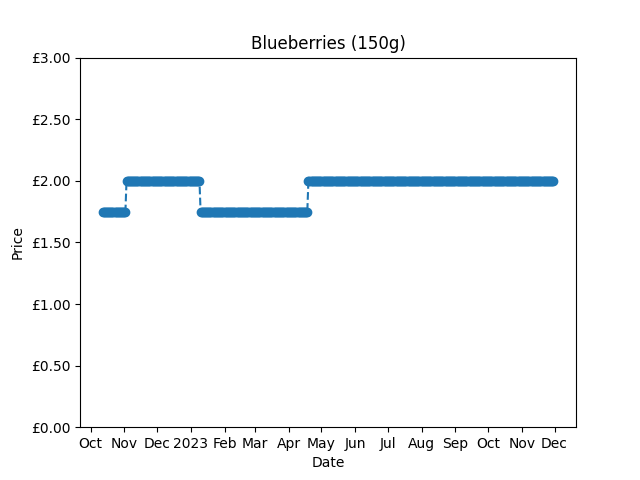 Blueberries (150g)
£3.00
£2.50
£2.00
£1.50
£1.00
£0.50
£0.00
Price
Oct Nov Dec 2023 Feb Mar Apr May Jun Jul Aug Sep Oct Nov Dec
Date